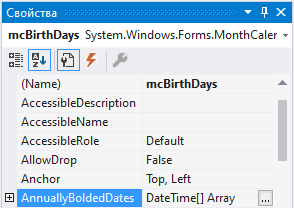 Свойства
mcBirthDays System.Windows.Forms.MonthCaler
(Name) mcBirthDays
AccessibleDescription
AccessibleName
AccessibleRole Default
AllowDrop False
Anchor Top, Left
AnnuallyBoldedDates DateTime[] Array ...